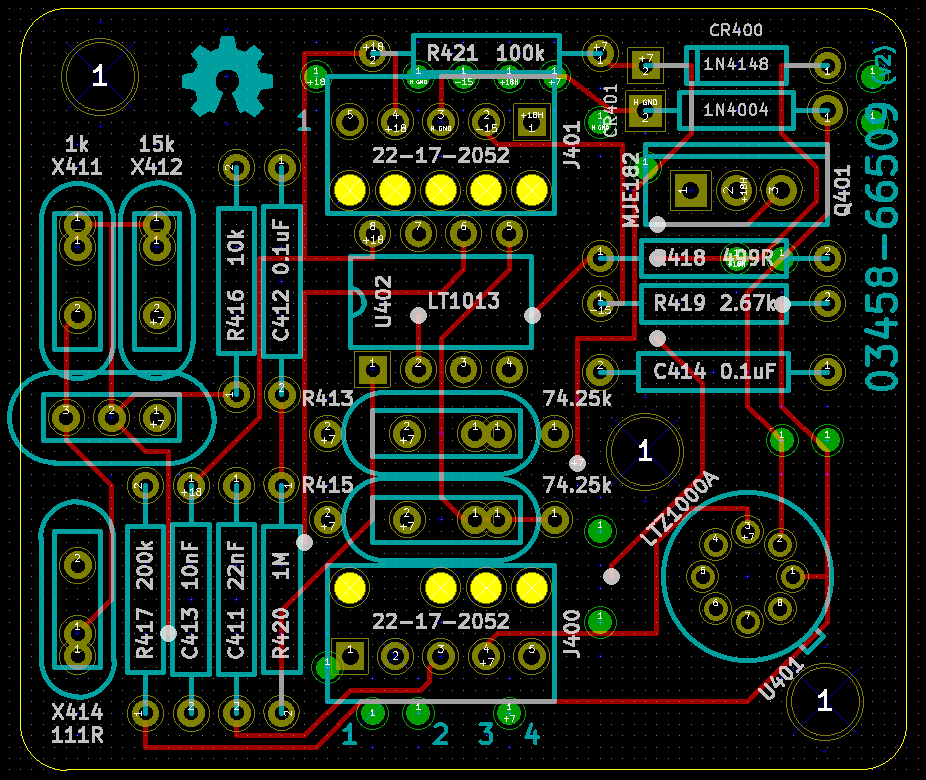 CR400
R421 100k
1N4148
(r2)
CR401
1N4004
1
1
1k
X411
15k
X412
22-17-2052
J401
MJE182
Q401
03458-66509
R416 10k
C412 0.1uF
U402
LT1013
R418 499R
R419 2.67k
C414 0.1uF
R413
74.25k
1
R415
74.25k
LTZ1000A
R417 200k
C413 10nF
C411 22nF
R420 1M
22-17-2052
J400
U401
1
X414
111R
1 2 3 4